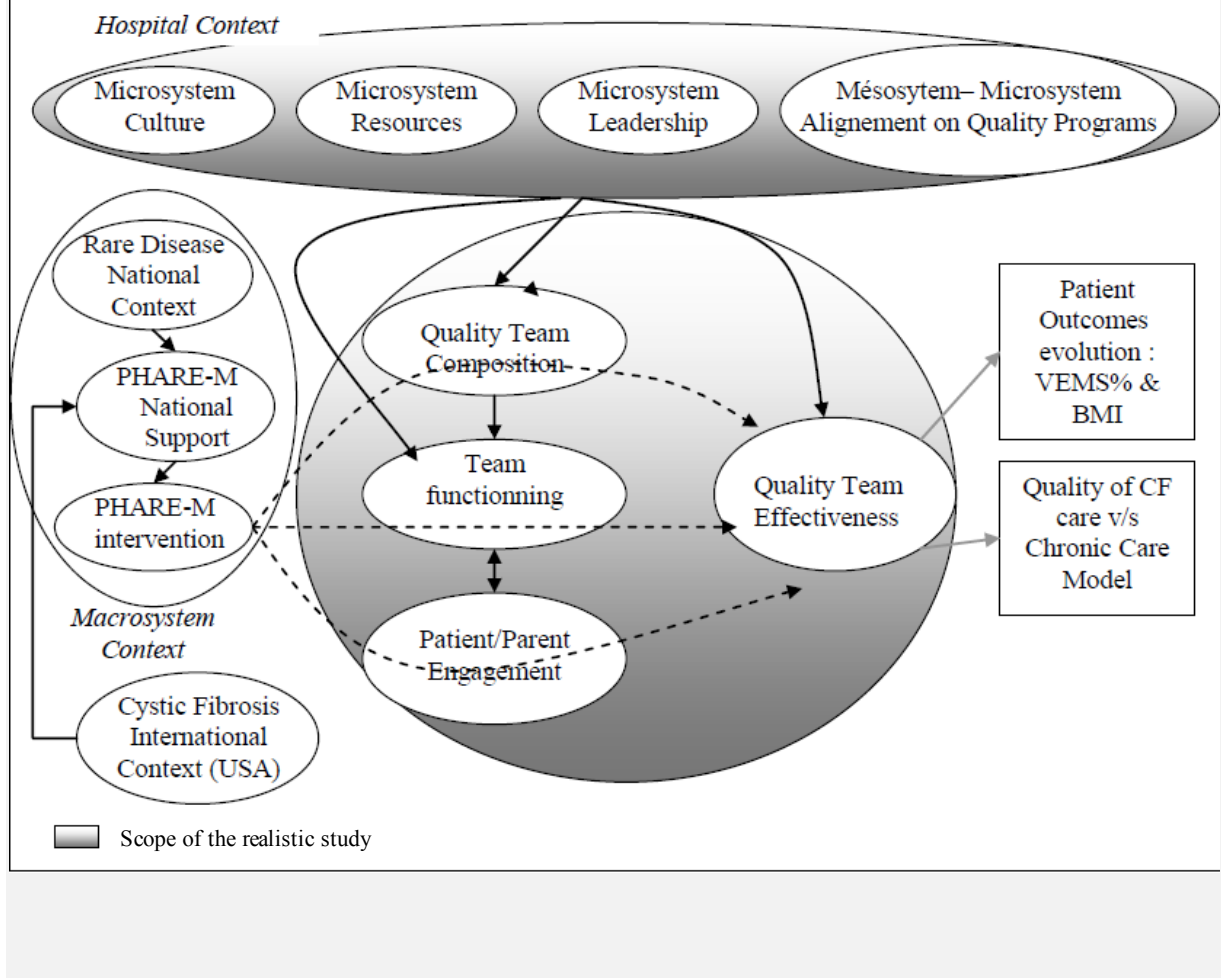 Hospital Context
Microsystem
Culture
Microsystem
Resources
Microsystem
Leadership
Mésosytem– Microsystem
Alignement on Quality Programs
Rare Disease
National
Context
PHARE-M
National
Support
PHARE-M
intervention
Macrosystem
Context
Cystic Fibrosis
International
Context (USA)
Quality Team
Composition
Team
functionning
Patient/Parent
Engagement
Quality Team
Effectiveness
Patient
Outcomes
evolution :
VEMS% &
BMI
Quality of CF
care v/s
Chronic Care
Model
Scope of the realistic study